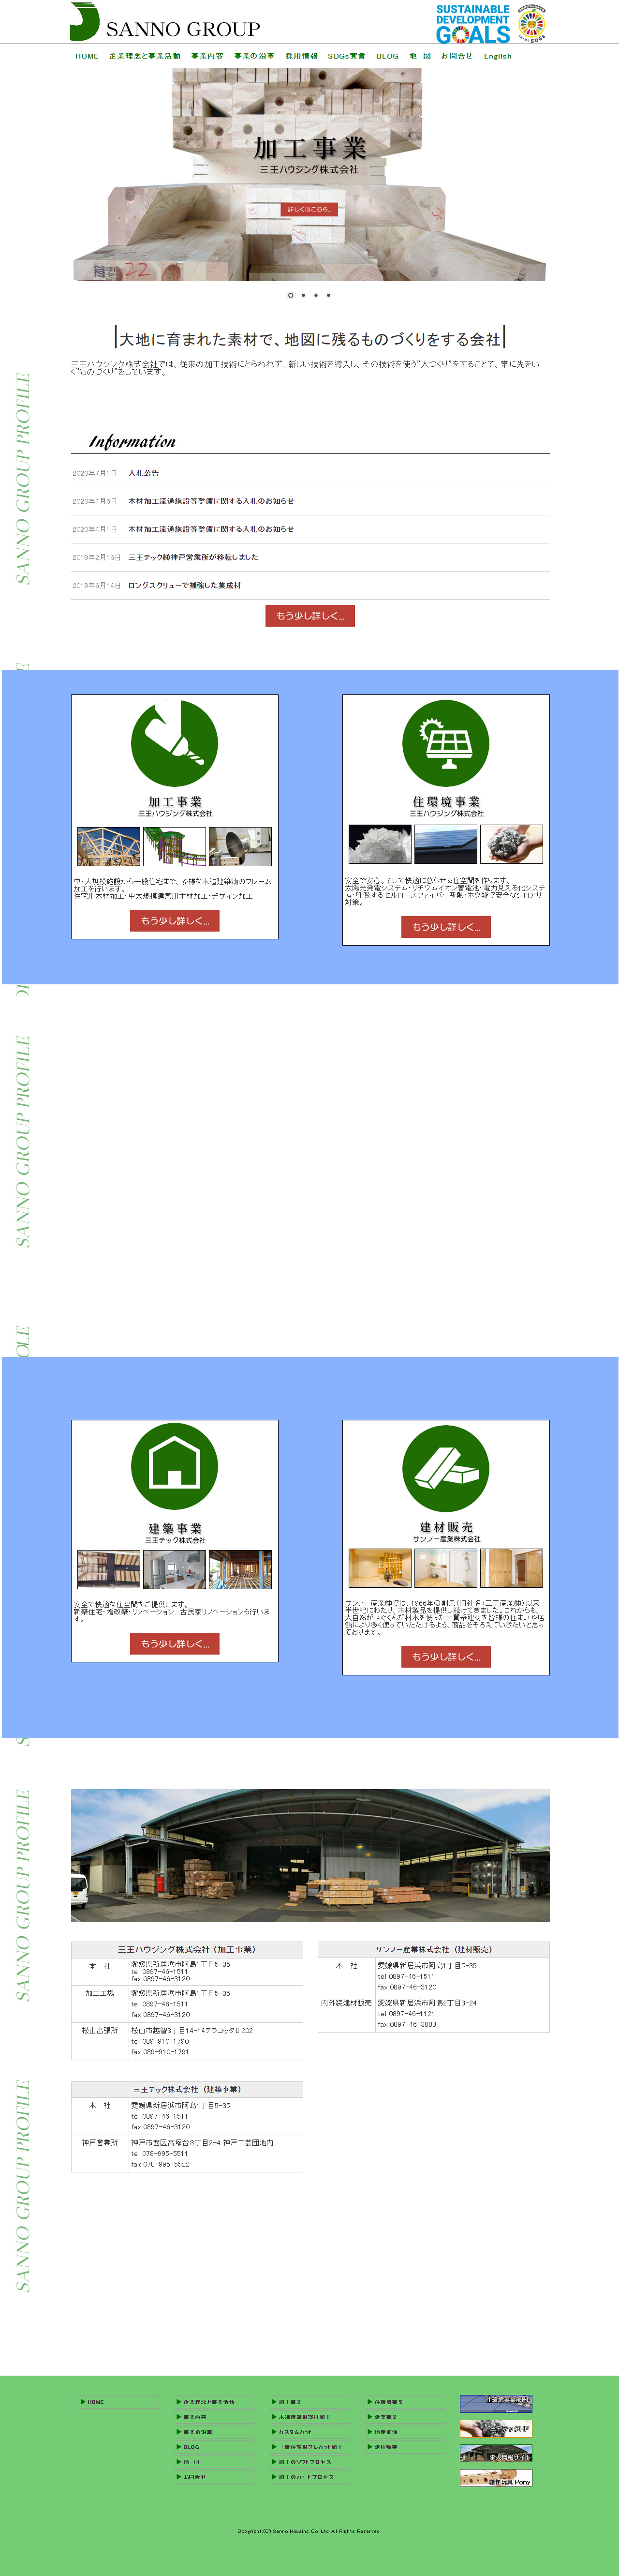 SANNO GROUP
SUSTAINABLE
DEVELOPMENT
GOALS
HOME 企業理念と事業活動 事業内容 事業の沿革 採用情報 SDGs宣言 BLOG 地 図 お問合せ English
加工事業
三王ハウジング株式会社
詳しくはこちら...
大地に育まれた素材で、地図に残るものづくりをする会社
三王ハウジング株式会社では、従来の加工技術にとらわれず、新しい技術を導入し、その技術を使う"人づくり"をすることで、常に先をい
く"ものづくり"をしています。
SANNO GROUP PROFILE
Information
2020年7月1日 入札公告
2020年4月6日 木材加工流通施設等整備に関する入札のお知らせ
2020年4月1日 木材加工流通施設等整備に関する入札のお知らせ
2019年2月16日 三王テック㈱神戸営業所が移転しました
2018年6月14日 ロングスクリューで補強した集成材
もう少し詳しく...
加工事業
三王ハウジング株式会社
中・大規模施設から一般住宅まで、多様な木造建築物のフレーム
加工を行います。
住宅用木材加工・中大規模建築用木材加工・デザイン加工
もう少し詳しく...
住環境事業
三王ハウジング株式会社
安全で安心。そして快適に暮らせる住空間を作ります。
太陽光発電システム・リチウムイオン蓄電池・電力見える化システ
ム・呼吸するセルロースファイバー断熱・ホウ酸で安全なシロアリ
対策。
もう少し詳しく...
SANNO GROUP PROFILE
建築事業
三王テック株式会社
安全で快適な住空間をご提供します。
新築住宅・増改築・リノベーション...古民家リノベーションも行いま
す。
もう少し詳しく...
建材販売
サンノー産業株式会社
サンノー産業㈱では、1966年の創業(旧社名:三王産業㈱)以来
半世紀にわたり、木材製品を提供し続けてきました。これからも、
大自然がはぐくんだ材木を使った木質系建材を皆様の住まいや店
舗により多く使っていただけるよう、商品をそろえていきたいと思っ
ております。
もう少し詳しく...
SANNO GROUP PROFILE
三王ハウジング株式会社 (加工事業)
本 社 愛媛県新居浜市阿島1丁目5-35
tel 0897-46-1511
fax 0897-46-3120
加工工場 愛媛県新居浜市阿島1丁目5-35
tel 0897-46-1511
fax 0897-46-3120
松山出張所 松山市越智3丁目14-14テラコッタⅡ202
tel 089-910-1790
fax 089-910-1791
サンノー産業株式会社 (建材販売)
本 社 愛媛県新居浜市阿島1丁目5-35
tel 0897-46-1511
fax 0897-46-3120
内外装建材販売 愛媛県新居浜市阿島2丁目3-24
tel 0897-46-1121
fax 0897-46-3883
三王テック株式会社 (建築事業)
本 社 愛媛県新居浜市阿島1丁目5-35
tel 0897-46-1511
fax 0897-46-3120
神戸営業所 神戸市西区高塚台3丁目2-4 神戸工芸団地内
tel 078-995-5511
fax 078-995-5522
SANNO GROUP PROFILE
HOME
企業理念と事業活動
事業内容
事業の沿革
BLOG
地 図
お問合せ
加工事業
木造構造用部材加工
カスタムカット
一般住宅用プレカット加工
加工のソフトプロセス
加工のハードプロセス
住環境事業
建築事業
地産資源
建材販売
求人情報サイト
創作玩具 Pony
Copyright(C) Sanno Housing Co.,Ltd .All Rights Reserved.